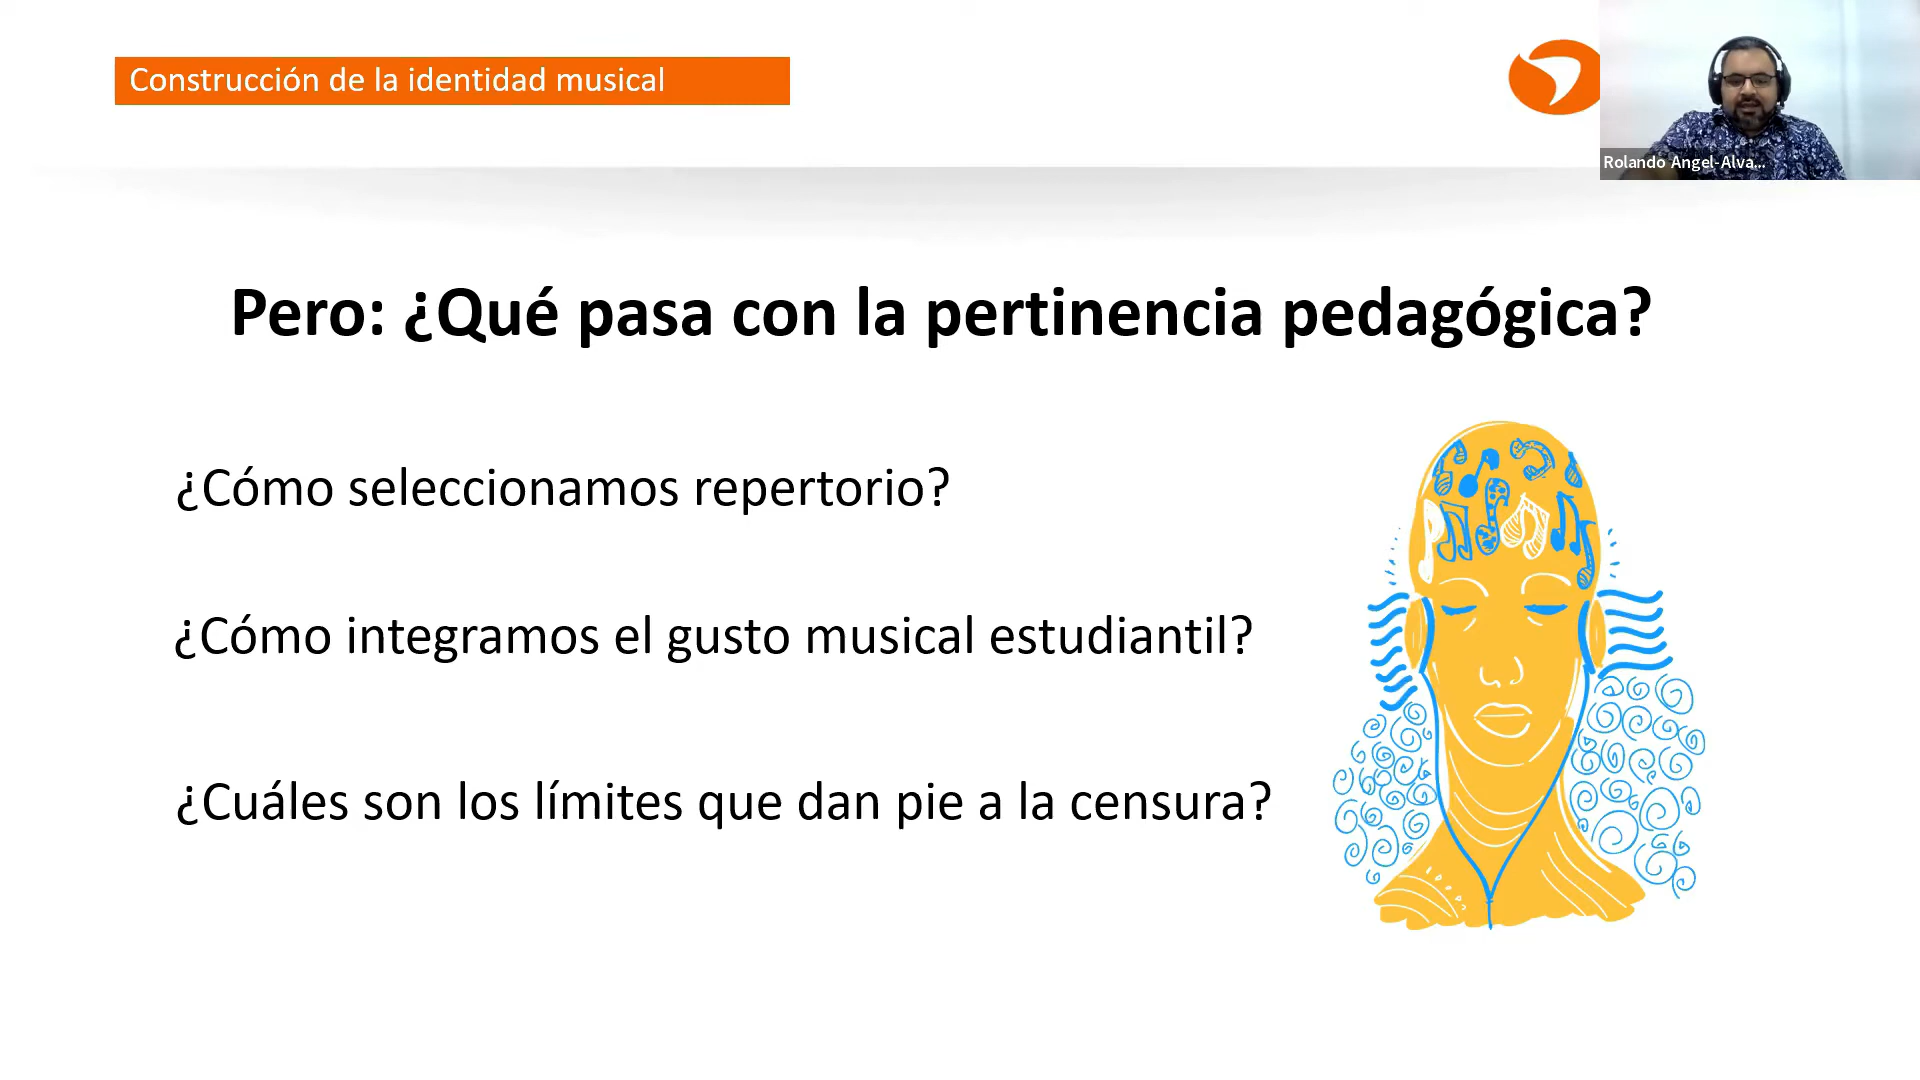 Construcción de la identidad musical
Rolando Angel-Alva...
Pero: ¿Qué pasa con la pertinencia pedagógica?
¿Cómo seleccionamos repertorio?
¿Cómo integramos el gusto musical estudiantil?
¿Cuáles son los límites que dan pie a la censura?